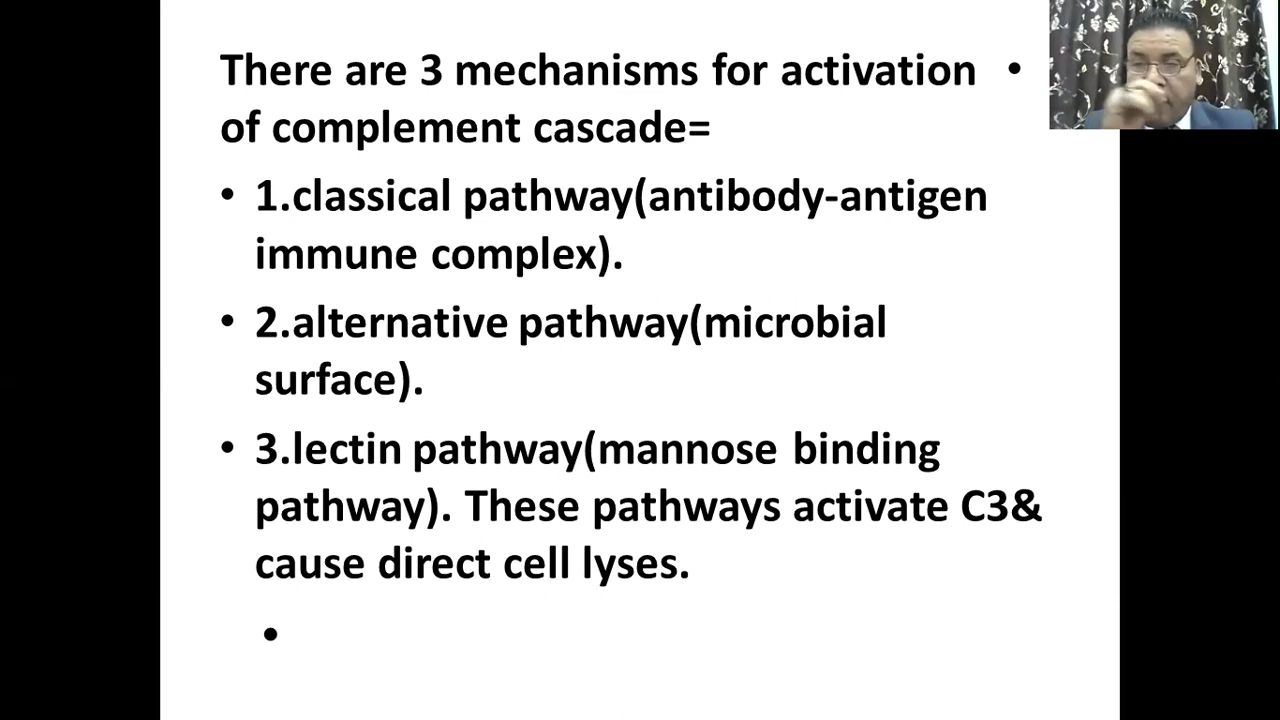 There are 3 mechanisms for activation •
of complement cascade=
• 1.classical pathway(antibody-antigen
immune complex).
• 2.alternative pathway(microbial
surface).
• 3.lectin pathway(mannose binding
pathway). These pathways activate C3&
cause direct cell lyses.
•